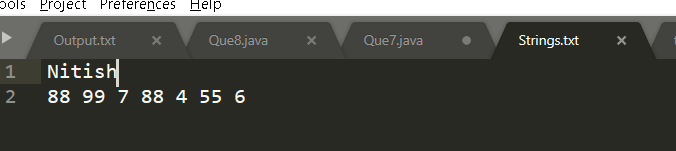 Project Preferences Help
Output.txt Que8.java Que7.java Strings.txt
1 Nitish
2 88 99 7 88 4 55 6